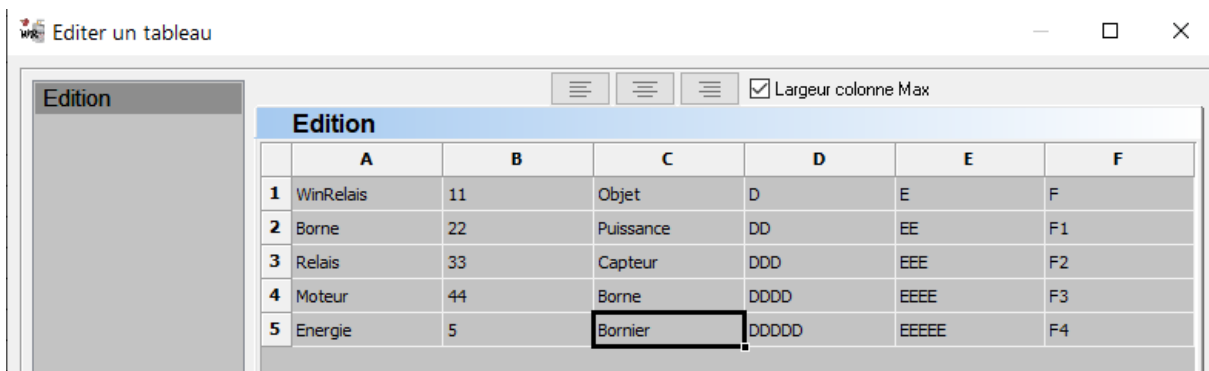 Editer un tableau
Edition
Largeur colonne Max
Edition
A B C D E F
1 WinRelais 11 Objet D E F
2 Borne 22 Puissance DD EE F1
3 Relais 33 Capteur DDD EEE F2
4 Moteur 44 Borne DDDD EEEE F3
5 Energie 5 Bornier DDDDD EEEEE F4